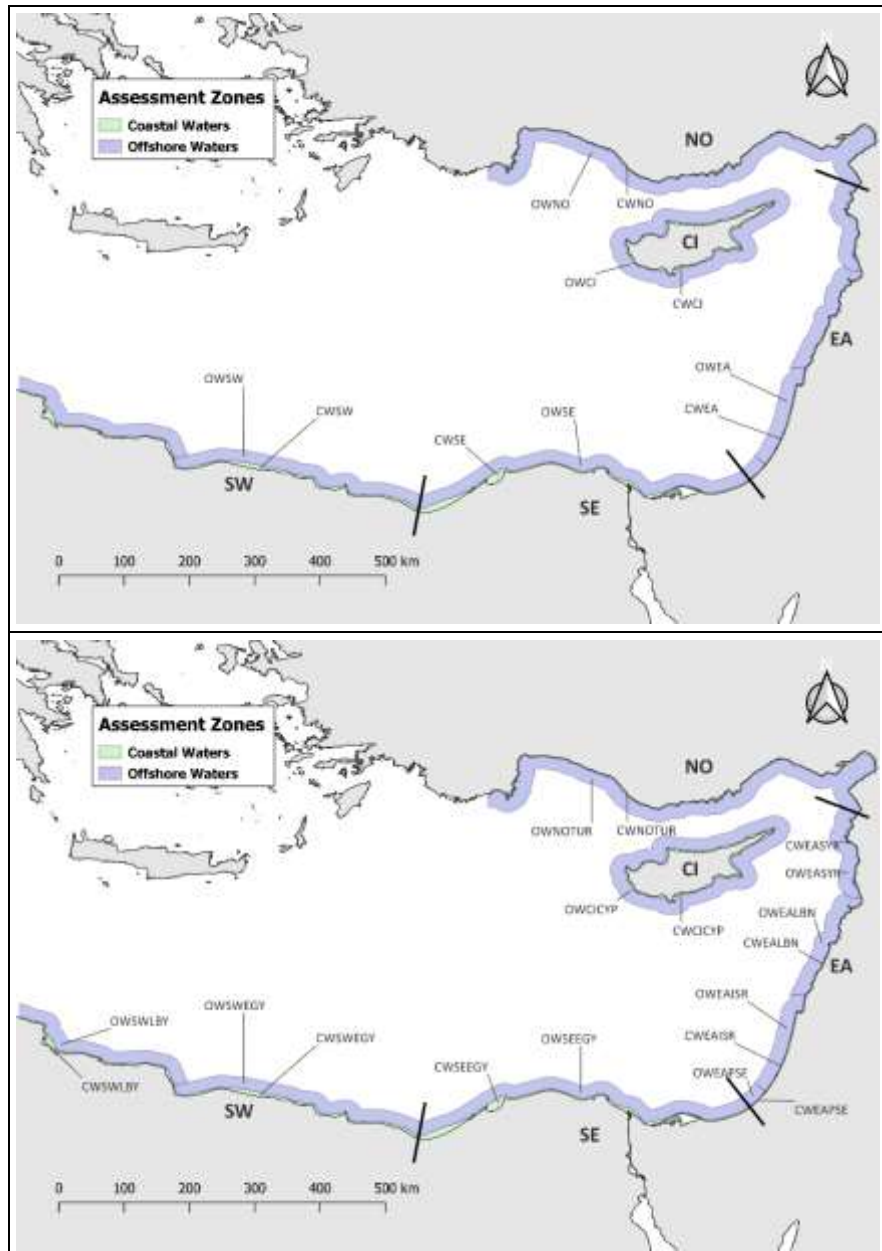 Assessment Zones
Coastal Waters
Offshore Waters
NO
OWNO
CWNO
CI
OWCI
CWCI
EA
OWEA
CWEA
OWSW
CWSW
CWSE
OWSE
SW
SE
0 100 200 300 400 500 km
Assessment Zones
Coastal Waters
Offshore Waters
NO
OWNOTUR
CWNOTUR
CI
CWEASYR
OWEASYR
OWCICYP
CWCICYP
OWEALBN
CWEALBN
EA
OWEAISR
OWSWLBY
OWSWEGY
CWSWEGY
CWSWLBY
CWSEEGY
OWSEEGY
CWEAISR
OWEAPSE
CWEAPSE
SW
SE
0 100 200 300 400 500 km